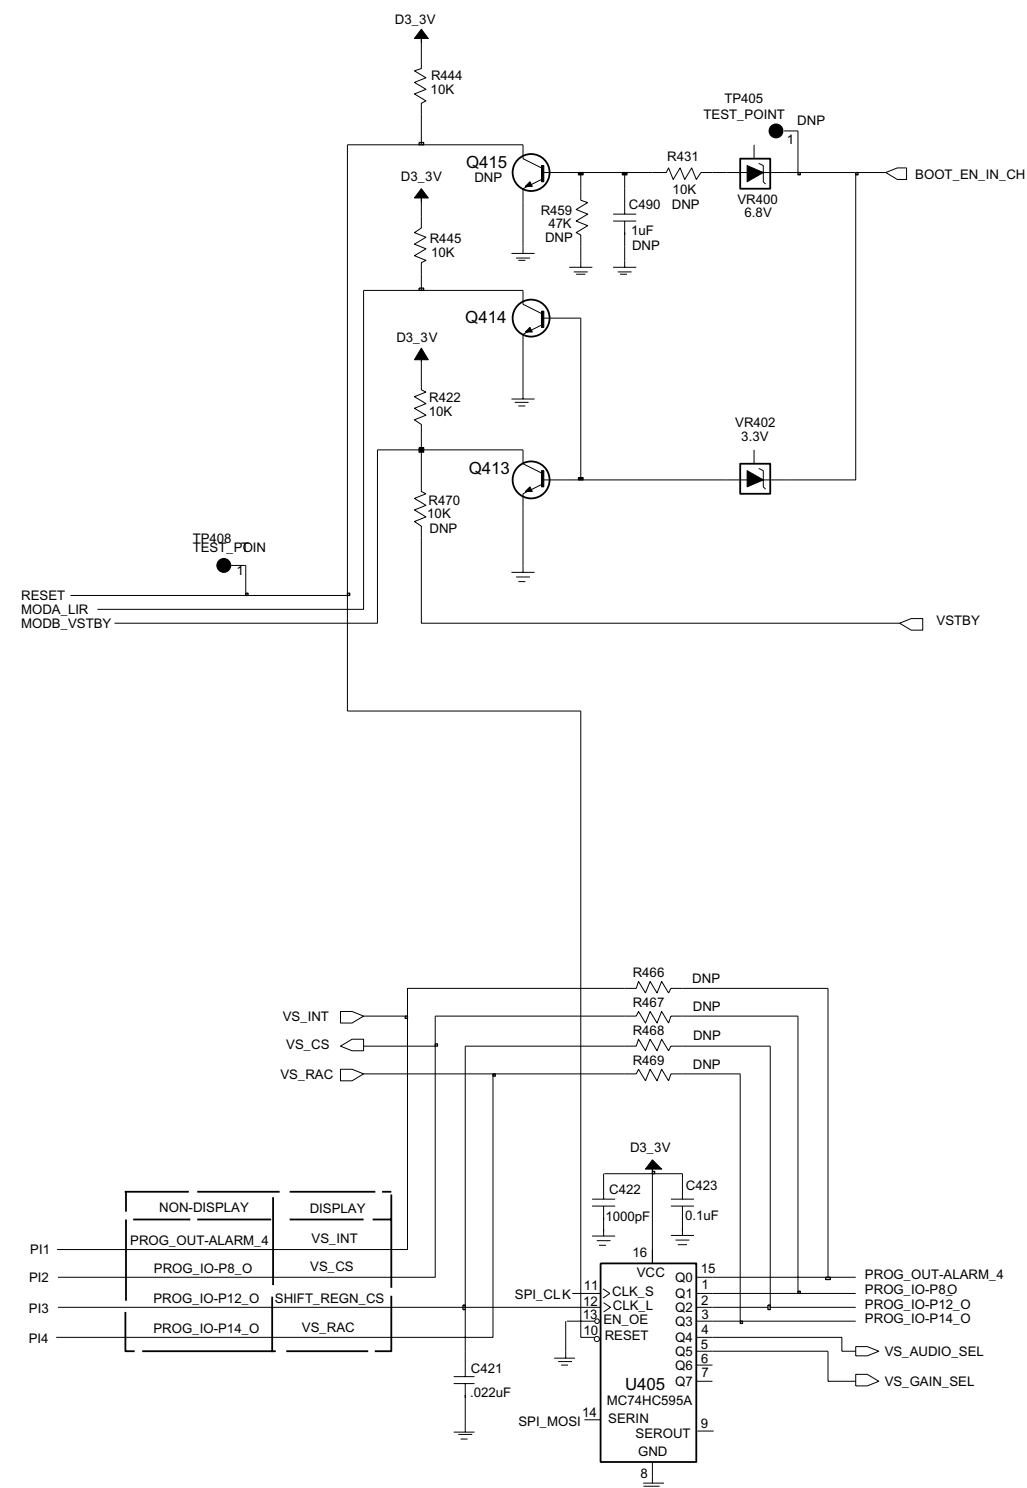 D3_3V
R444
10K
TP405
TEST_POINT
DNP
1
Q415
DNP
R431
10K
DNP
VR400
6.8V
BOOT_EN_IN_CH
D3_3V
R459
47K
DNP
C490
1uF
DNP
R445
10K
Q414
D3_3V
R422
10K
VR402
3.3V
Q413
R470
10K
DNP
TP408
TEST_POIN
T
1
RESET
MODA_LIR
MODB_VSTBY
VSTBY
R466
DNP
VS_INT
R467
DNP
VS_CS
R468
DNP
VS_RAC
R469
DNP
D3_3V
C422
1000pF
C423
0.1uF
NON-DISPLAY
DISPLAY
PI1
PROG_OUT-ALARM_4
VS_INT
PI2
PROG_IO-P8_O
VS_CS
PI3
PROG_IO-P12_O
SHIFT_REGN_CS
PI4
PROG_IO-P14_O
VS_RAC
C421
.022uF
16
VCC
SPI_CLK
11
CLK_S
12
CLK_L
13
EN_OE
10
RESET
Q0
15
PROG_OUT-ALARM_4
Q1
1
PROG_IO-P8_O
Q2
2
PROG_IO-P12_O
Q3
3
PROG_IO-P14_O
Q4
4
VS_AUDIO_SEL
Q5
5
VS_GAIN_SEL
Q6
6
Q7
7
U405
MC74HC595A
SPI_MOSI
14
SERIN
SEROUT
9
GND
8